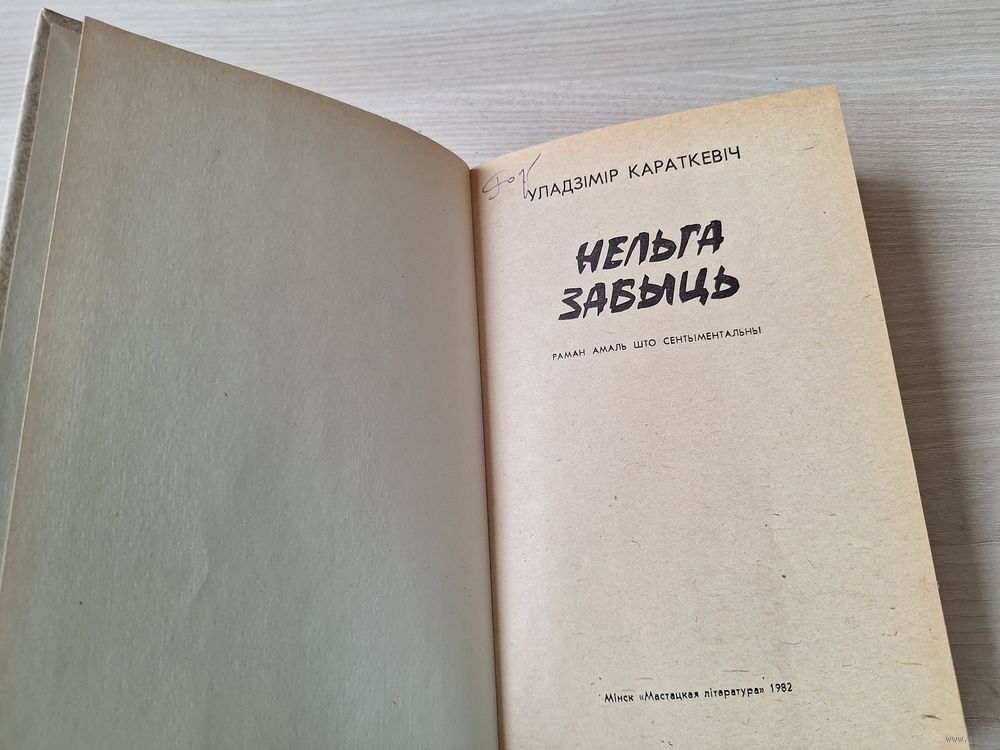 УЛАДЗІМІР КАРАТКЕВІЧ
НЕЛЬГА
ЗАБЫЦЬ
РАМАН АМАЛЬ ШТО СЕНТЫМЕНТАЛЬНЫ
Мінск «Мастацкая літаратура» 1982